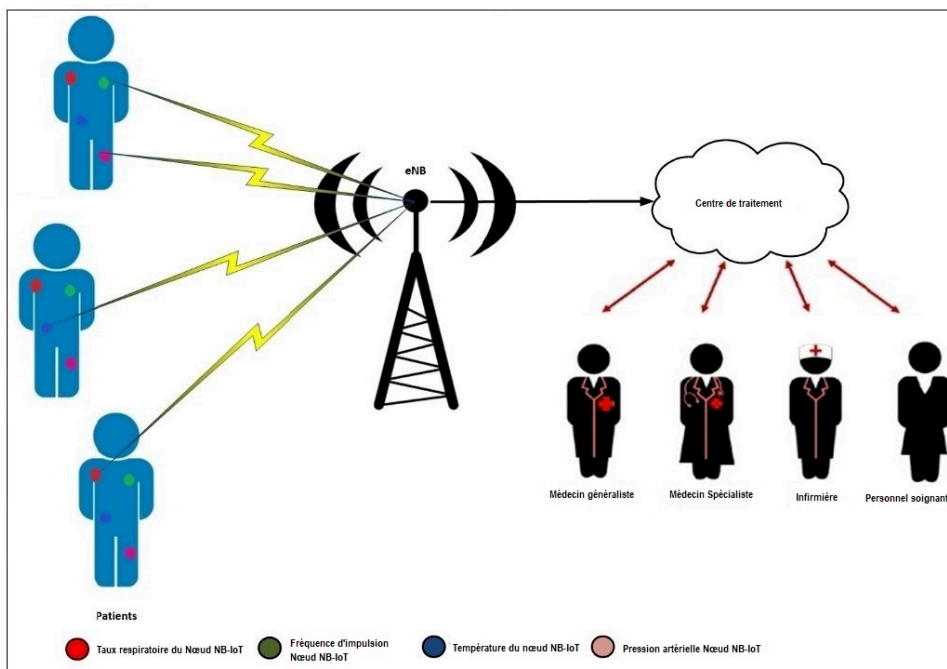 eNB
Centre de traitement
Médecin généraliste
Médecin Spécialiste
Infirmière
Personnel soignant
Patients
Taux respiratoire du Nœud NB-IoT
Fréquence d'impulsion
Nœud NB-IoT
Température du nœud NB-IoT
Pression artérielle Nœud NB-IoT